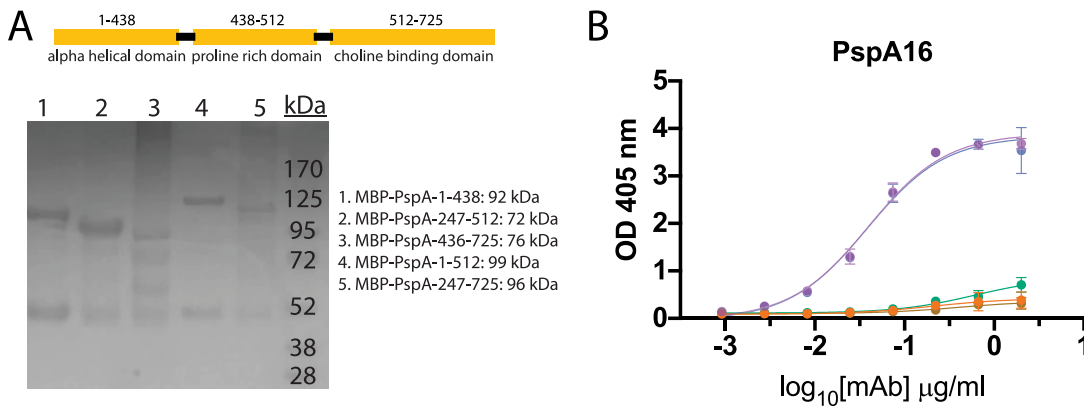 A
1-438 438-512 512-725
alpha helical domain proline rich domain choline binding domain
1 2 3 4 5 kDa
170
125
95
72
52
38
28
1. MBP-PspA-1-438: 92 kDa
2. MBP-PspA-247-512: 72 kDa
3. MBP-PspA-436-725: 76 kDa
4. MBP-PspA-1-512: 99 kDa
5. MBP-PspA-247-725: 96 kDa
B
PspA16
OD 405 nm
5
4
3
2
1
0
-3 -2 -1 0 1
log10[mAb] μg/ml